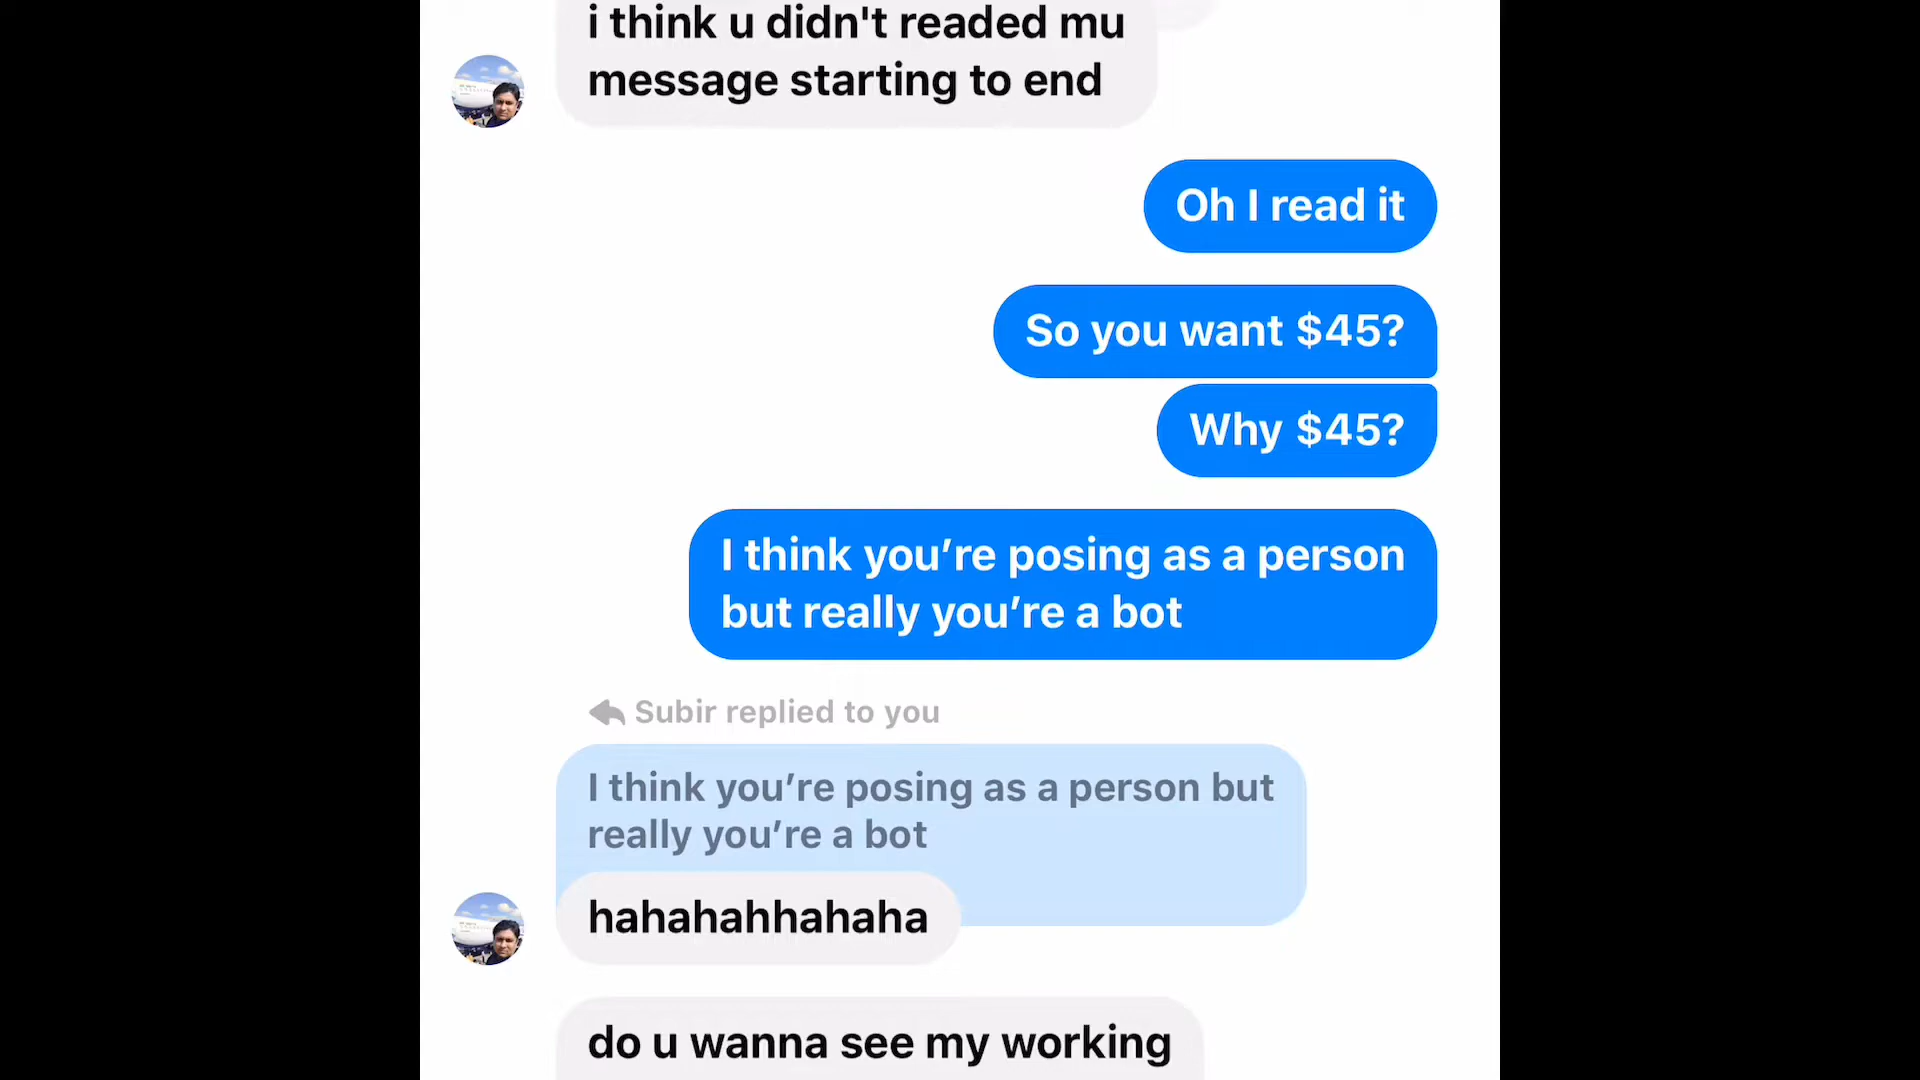 i think u didn't readed mu
message starting to end
Oh I read it
So you want $45?
Why $45?
I think you’re posing as a person
but really you’re a bot
Subir replied to you
I think you’re posing as a person but
really you’re a bot
hahahahhahaha
do u wanna see my working